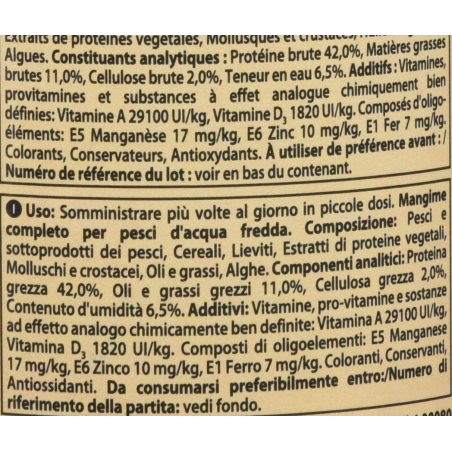 Extraits de protéines végétales, Mollusques et crustacés, Huiles
Algues. Constituants analytiques : Protéine brute 42,0%, Matières grasses
brutes 11,0%, Cellulose brute 2,0%, Teneur en eau 6,5%. Additifs : Vitamines,
provitamines et substances à effet analogue chimiquement bien
définies: Vitamine A 29100 UI/kg, Vitamine D₃ 1820 UI/kg. Composés d'oligo-
éléments: E5 Manganèse 17 mg/kg, E6 Zinc 10 mg/kg, E1 Fer 7 mg/kg.
Colorants, Conservateurs, Antioxydants. À utiliser de préférence avant : /
Numéro de référence du lot : voir en bas du contenant.
I Uso: Somministrare più volte al giorno in piccole dosi. Mangime
completo per pesci d'acqua fredda. Composizione: Pesci e
sottoprodotti dei pesci, Cereali, Lieviti, Estratti di proteine vegetali,
Molluschi e crostacei, Oli e grassi, Alghe. Componenti analitici: Proteina
grezza 42,0%, Oli e grassi grezzi 11,0%, Cellulosa grezza 2,0%,
Contenuto d'umidità 6,5%. Additivi: Vitamine, pro-vitamine e sostanze
ad effetto analogo chimicamente ben definite: Vitamina A 29100 UI/kg,
Vitamina D₃ 1820 UI/kg. Composti di oligoelementi: E5 Manganese
17 mg/kg, E6 Zinco 10 mg/kg, E1 Ferro 7 mg/kg. Coloranti, Conservanti,
Antiossidanti. Da consumarsi preferibilmente entro:/Numero di
riferimento della partita: vedi fondo.